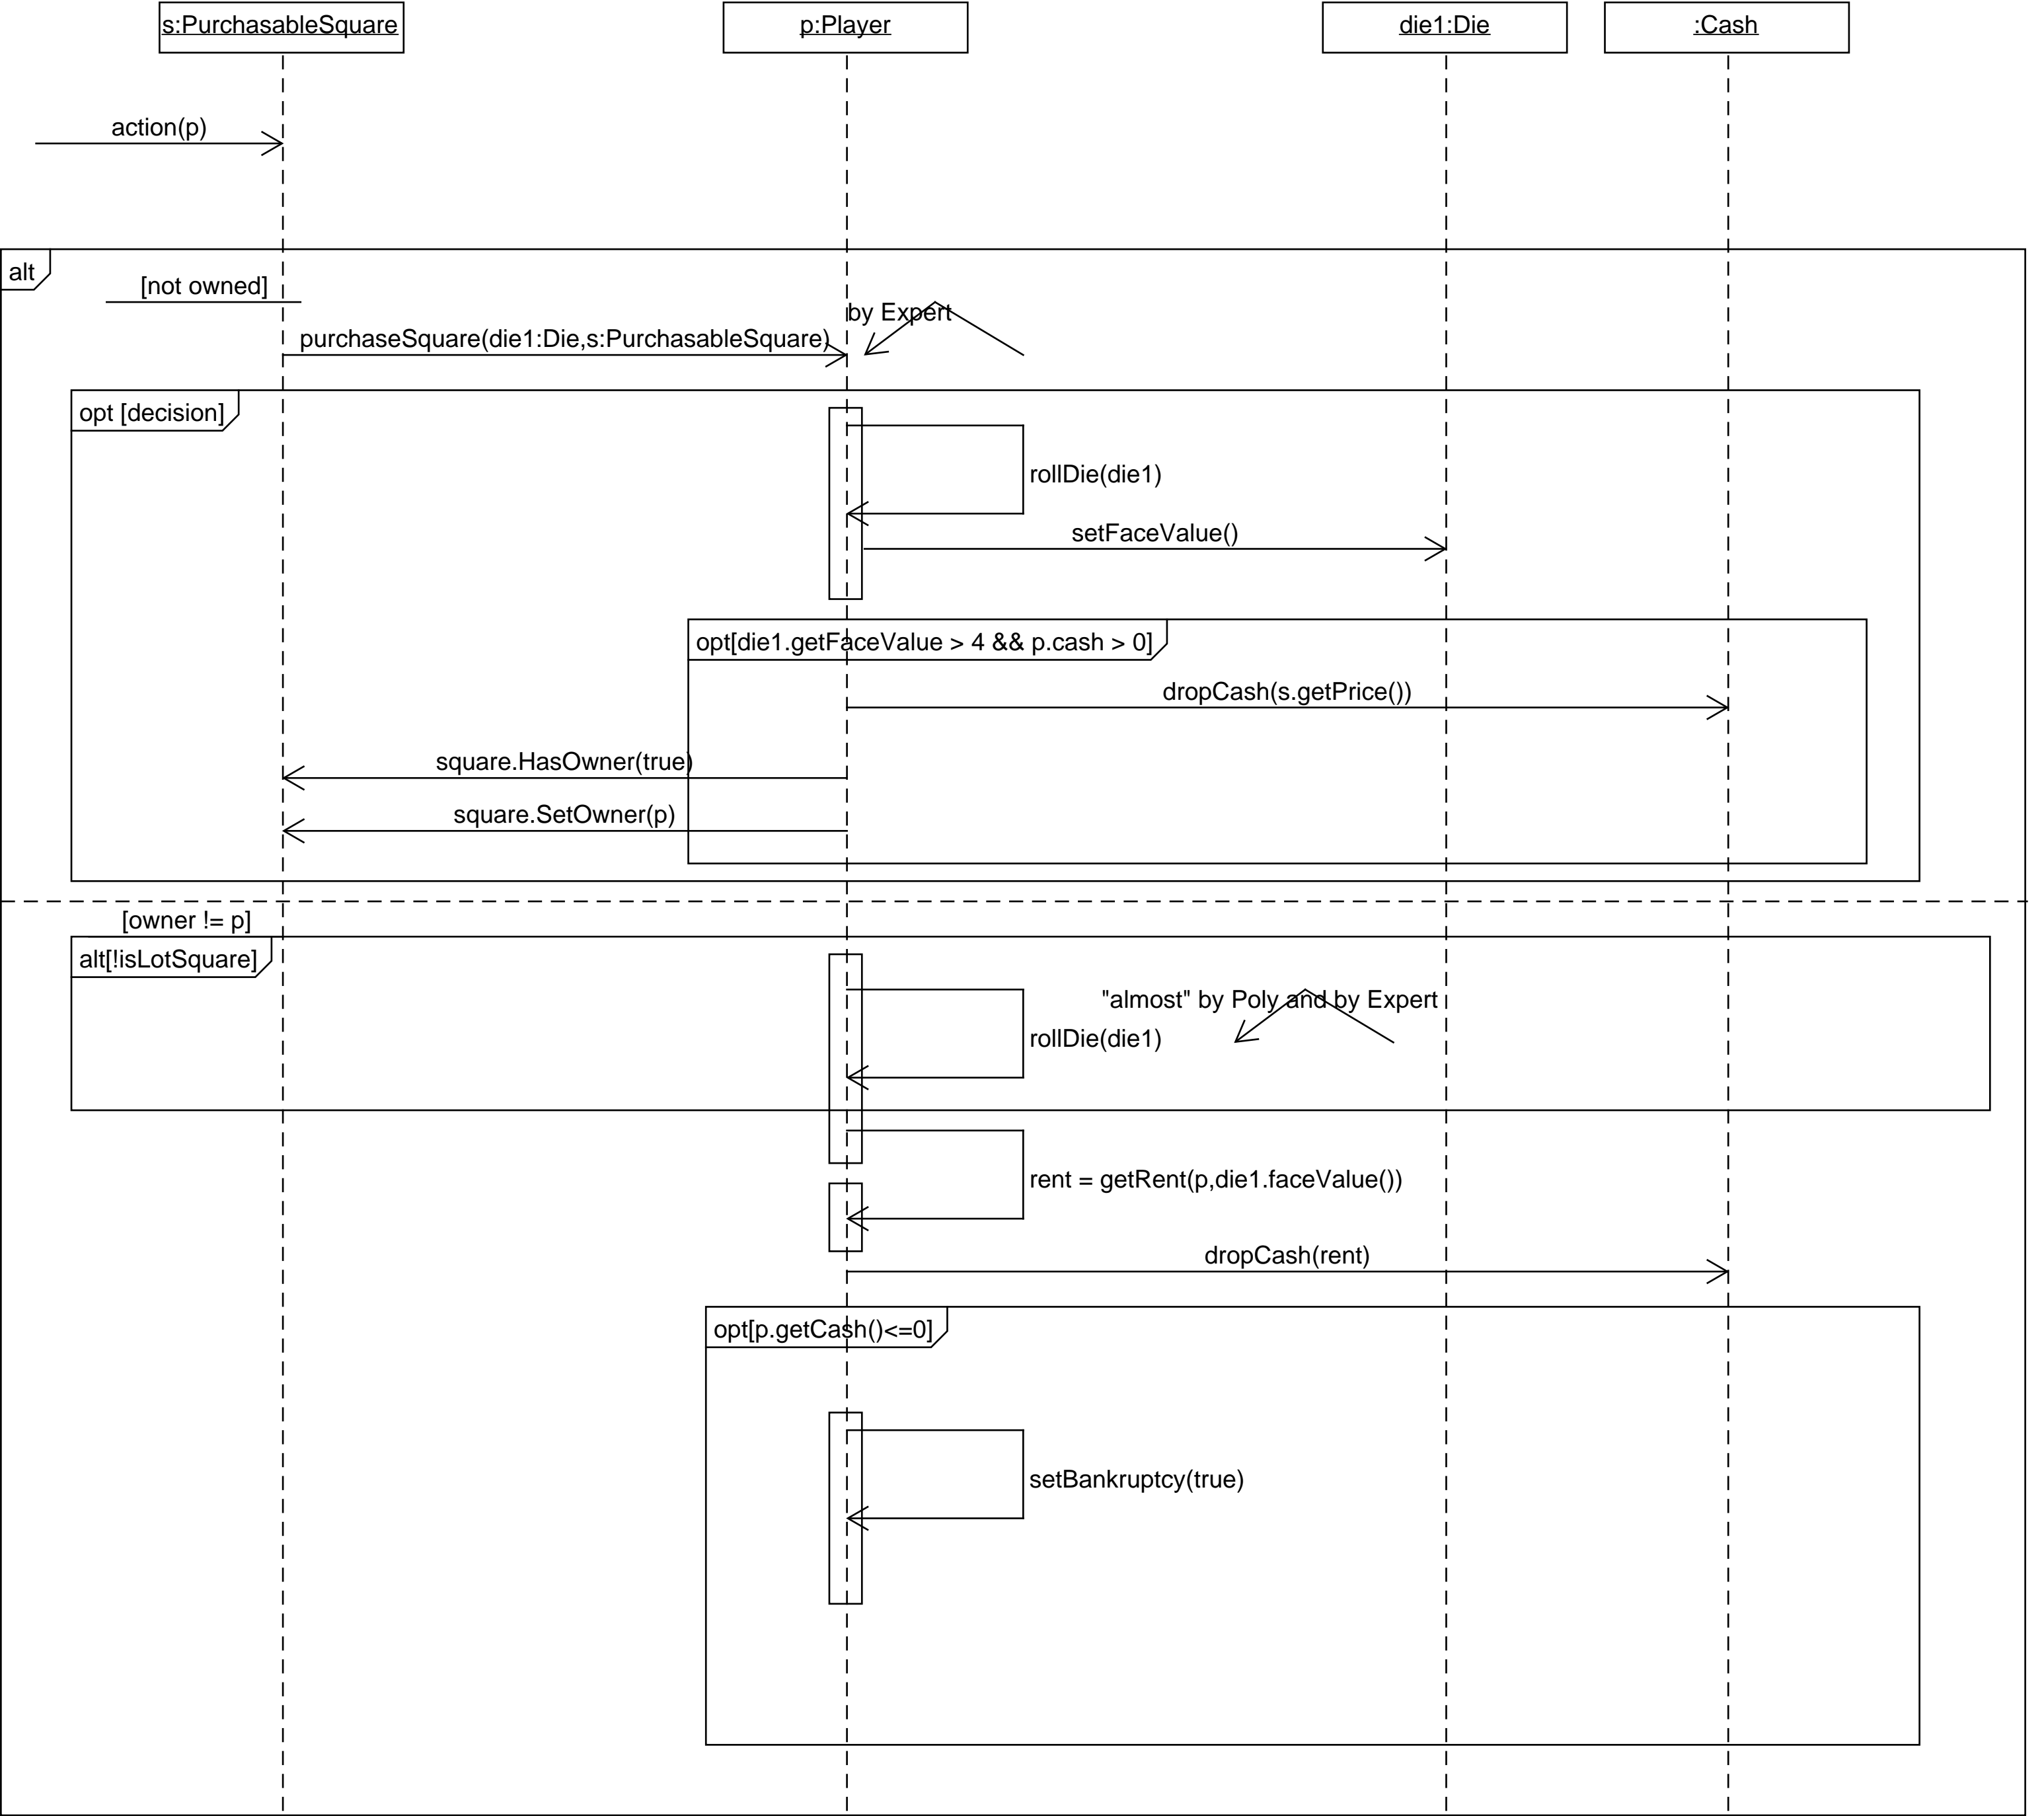 s:PurchasableSquare
p:Player
die1:Die
:Cash
action(p)
alt
[not owned]
by Expert
purchaseSquare(die1:Die,s:PurchasableSquare)
opt [decision]
rollDie(die1)
setFaceValue()
opt[die1.getFaceValue > 4 && p.cash > 0]
dropCash(s.getPrice())
square.HasOwner(true)
square.SetOwner(p)
[owner != p]
alt[!isLotSquare]
"almost" by Poly and by Expert
rollDie(die1)
rent = getRent(p,die1.faceValue())
dropCash(rent)
opt[p.getCash()<=0]
setBankruptcy(true)